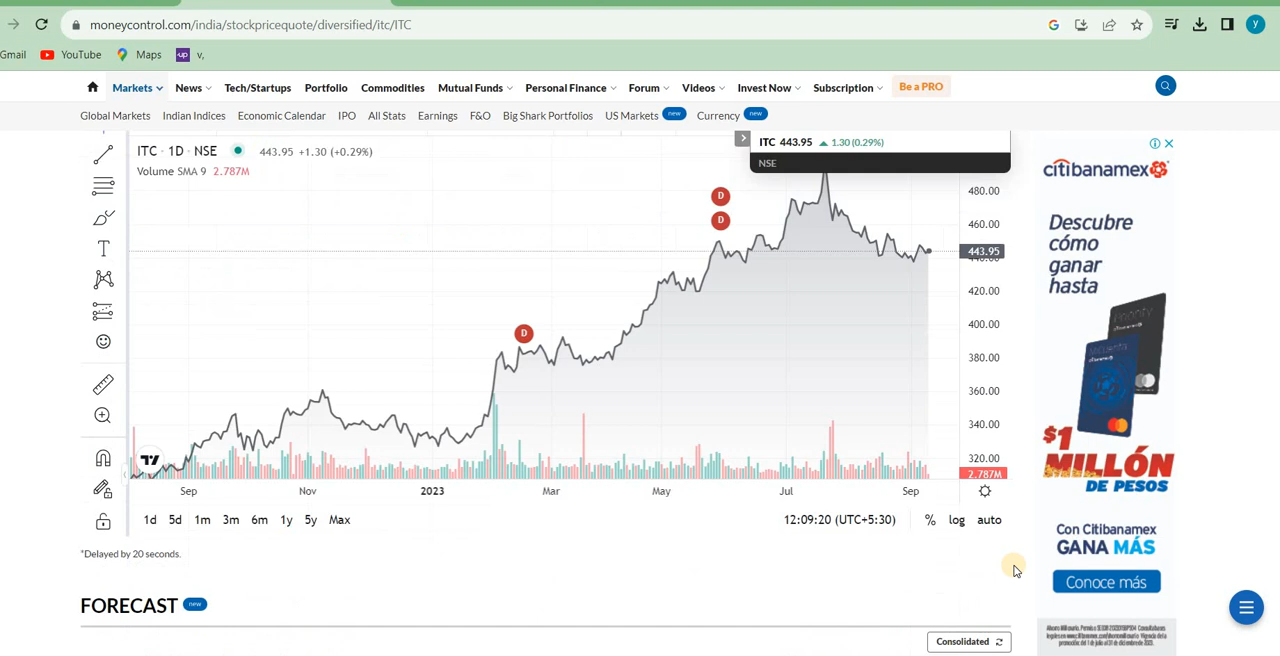 moneycontrol.com/india/stockpricequote/diversified/itc/ITC
y
Gmail YouTube Maps up v,
Markets News Tech/Startups Portfolio Commodities Mutual Funds Personal Finance Forum Videos Invest Now Subscription Be a PRO
Global Markets Indian Indices Economic Calendar IPO All Stats Earnings F&O Big Shark Portfolios US Markets new Currency new
ITC · 1D · NSE 443.95 +1.30 (+0.29%)
Volume SMA 9 2.787M
ITC 443.95 1.30 (0.29%)
NSE
D
D
D
480.00
460.00
443.95
440.00
420.00
400.00
380.00
360.00
340.00
320.00
2.787M
Sep Nov 2023 Mar May Jul Sep
1d 5d 1m 3m 6m 1y 5y Max 12:09:20 (UTC+5:30) % log auto
*Delayed by 20 seconds.
FORECAST new
Consolidated
citibanamex
Descubre
cómo
ganar
hasta
$1
MILLÓN
DE PESOS
Con Citibanamex
GANA MÁS
Conoce más